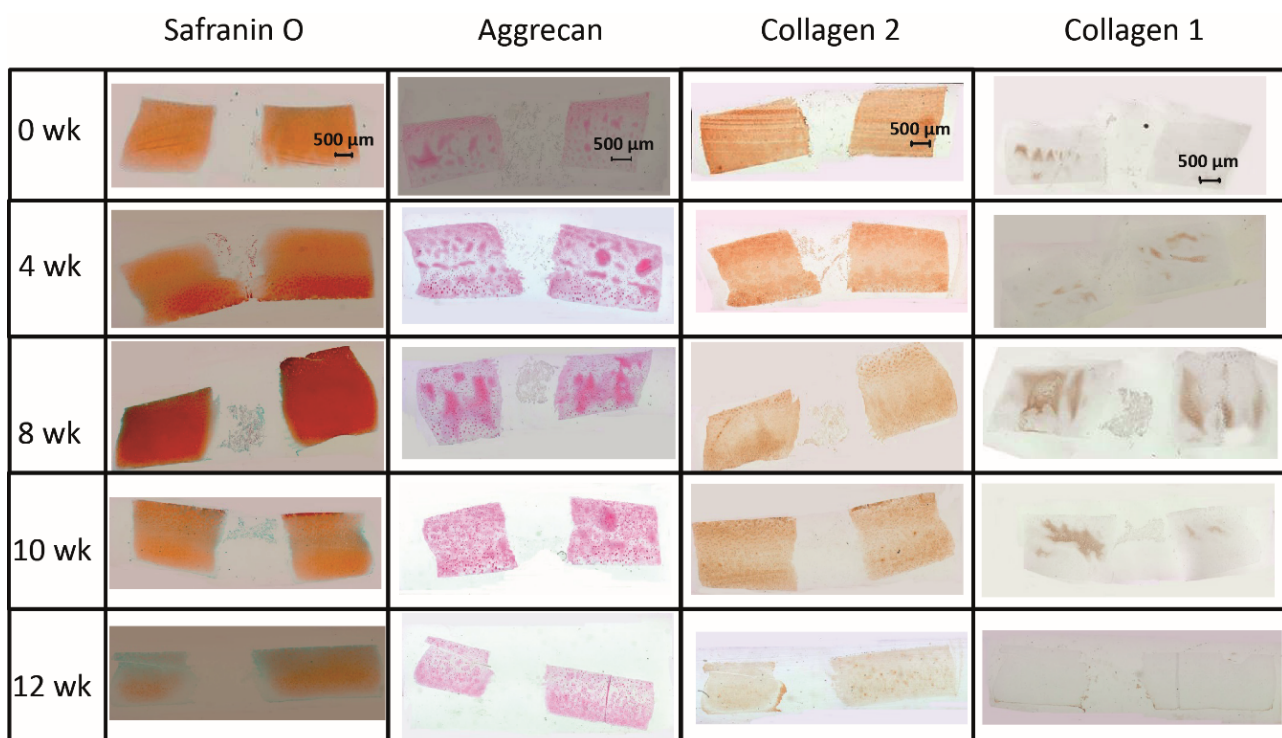 Safranin O Aggrecan Collagen 2 Collagen 1
0 wk 500 µm 500 µm 500 µm 500 µm
4 wk
8 wk
10 wk
12 wk